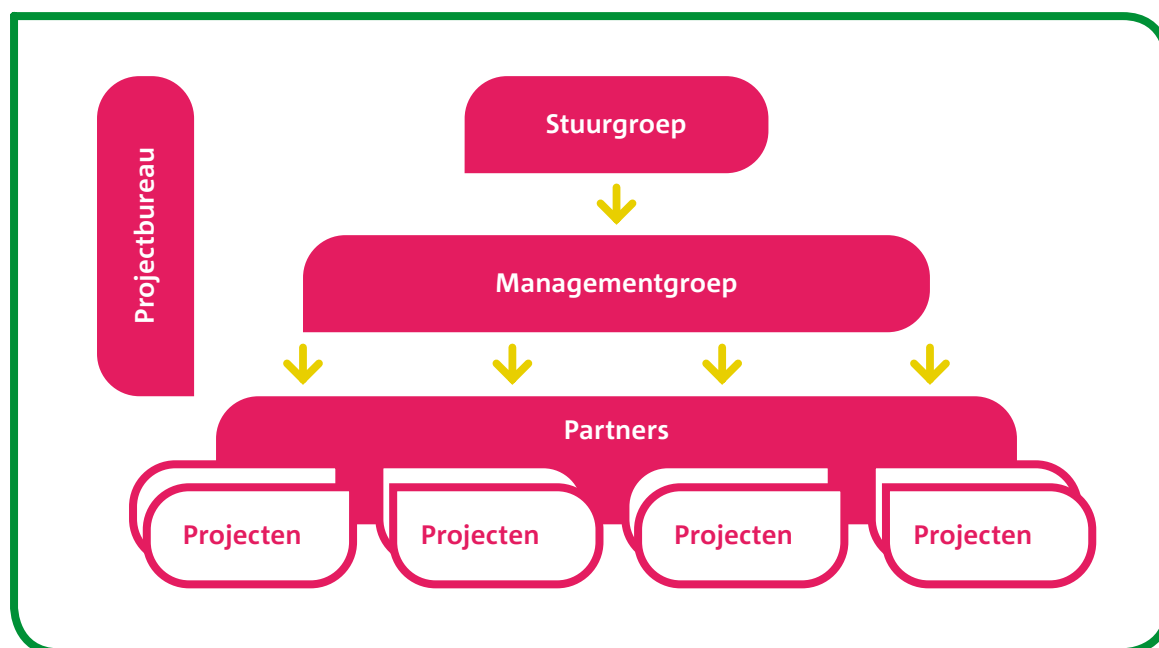 Projectbureau
Stuurgroep
Managementgroep
Partners
Projecten
Projecten
Projecten
Projecten